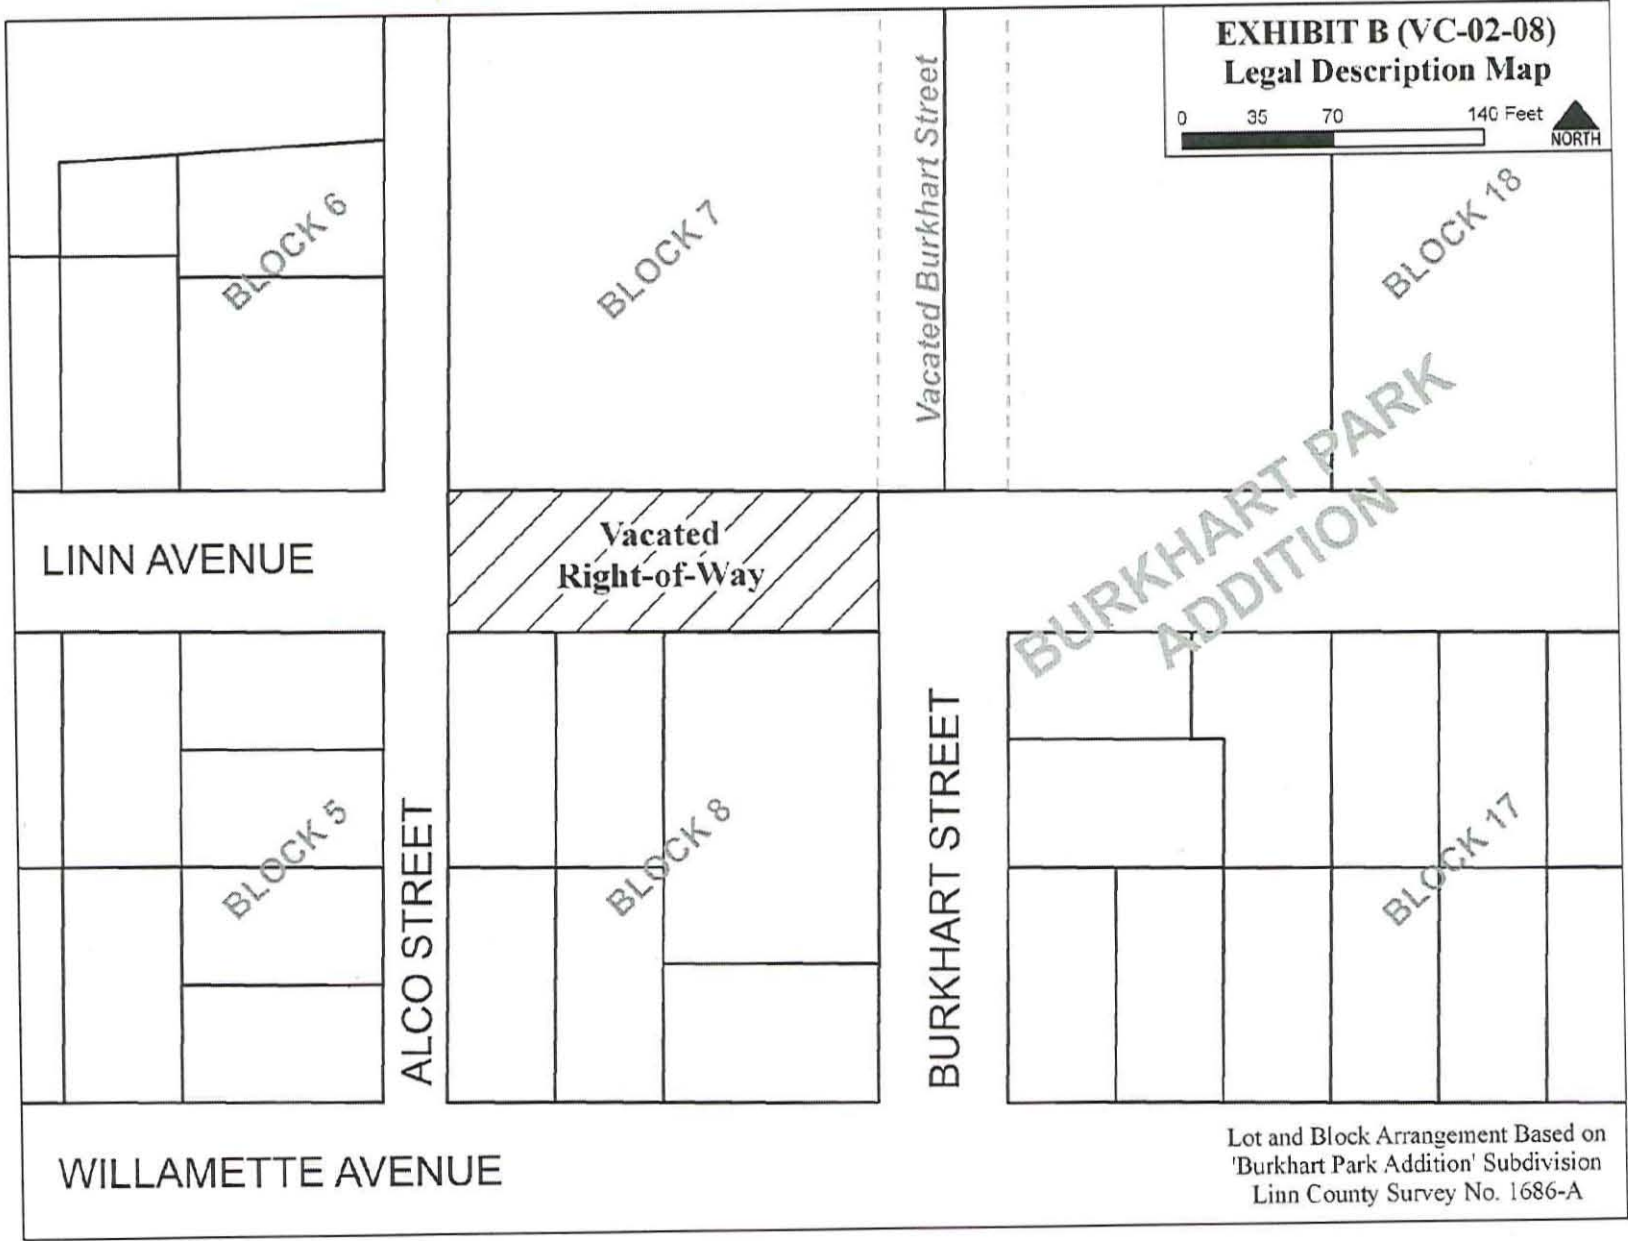 EXHIBIT B (VC-02-08)
Legal Description Map
0 35 70 140 Feet
NORTH
BLOCK 6
BLOCK 7
Vacated Burkhart Street
BLOCK 18
BURKHART PARK
ADDITION
LINN AVENUE
Vacated
Right-of-Way
BLOCK 5
ALCO STREET
BLOCK 8
BURKHART STREET
BLOCK 17
WILLAMETTE AVENUE
Lot and Block Arrangement Based on
'Burkhart Park Addition' Subdivision
Linn County Survey No. 1686-A